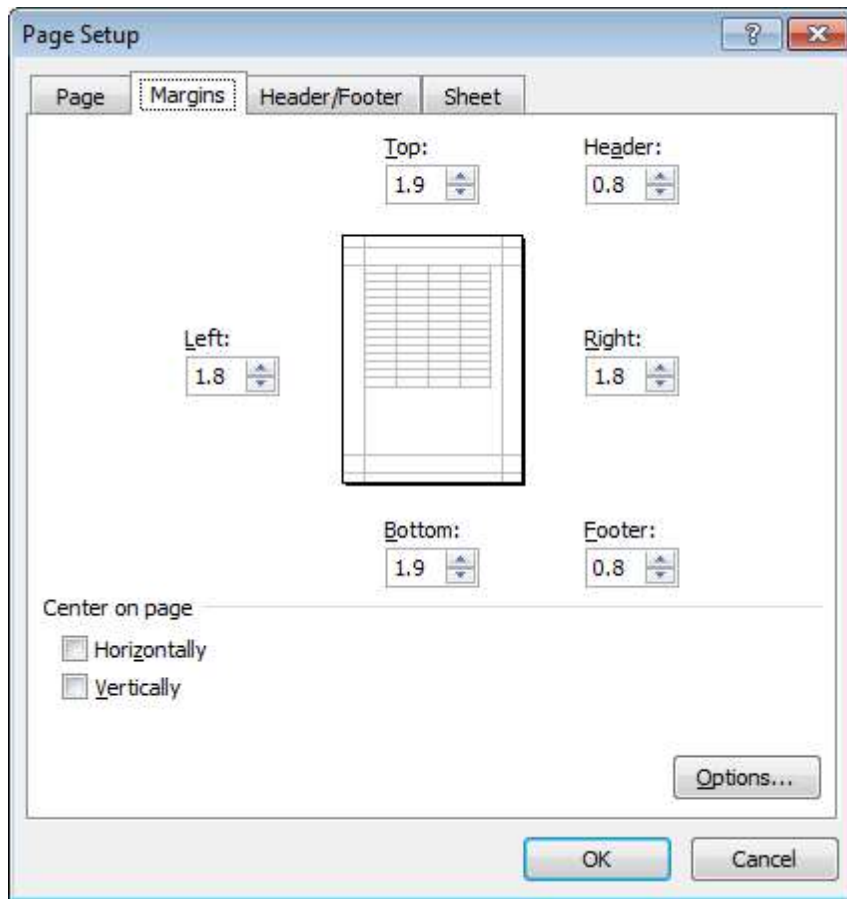 Page Setup
Page Margins Header/Footer Sheet
Top: Header:
1.9 0.8
Left: Right:
1.8 1.8
Bottom: Footer:
1.9 0.8
Center on page
Horizontally
Vertically
Options...
OK Cancel